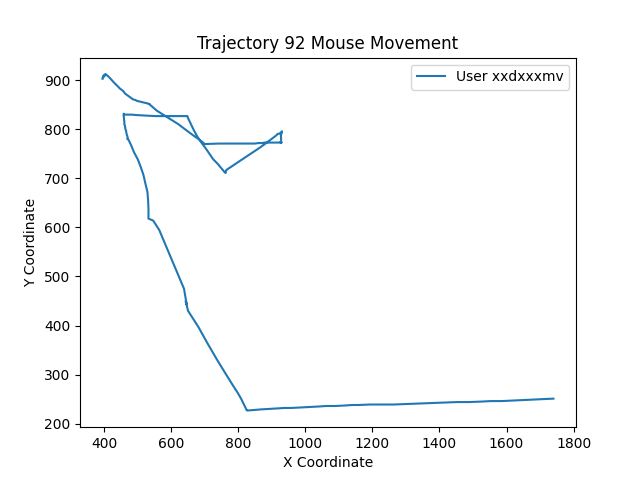 Trajectory 92 Mouse Movement
User xxdxxxmv
900
800
700
600
500
400
300
200
Y Coordinate
400 600 800 1000 1200 1400 1600 1800
X Coordinate